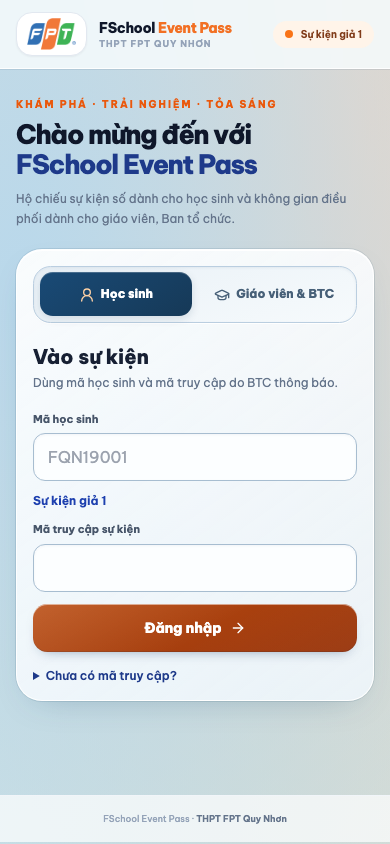 FPT
FSchool Event Pass
THPT FPT QUY NHƠN
Sự kiện giả 1
KHÁM PHÁ · TRẢI NGHIỆM · TỎA SÁNG
Chào mừng đến với
FSchool Event Pass
Hộ chiếu sự kiện số dành cho học sinh và không gian điều
phối dành cho giáo viên, Ban tổ chức.
Học sinh
Giáo viên & BTC
Vào sự kiện
Dùng mã học sinh và mã truy cập do BTC thông báo.
Mã học sinh
FQN19001
Sự kiện giả 1
Mã truy cập sự kiện
Đăng nhập →
Chưa có mã truy cập?
FSchool Event Pass · THPT FPT Quy Nhơn